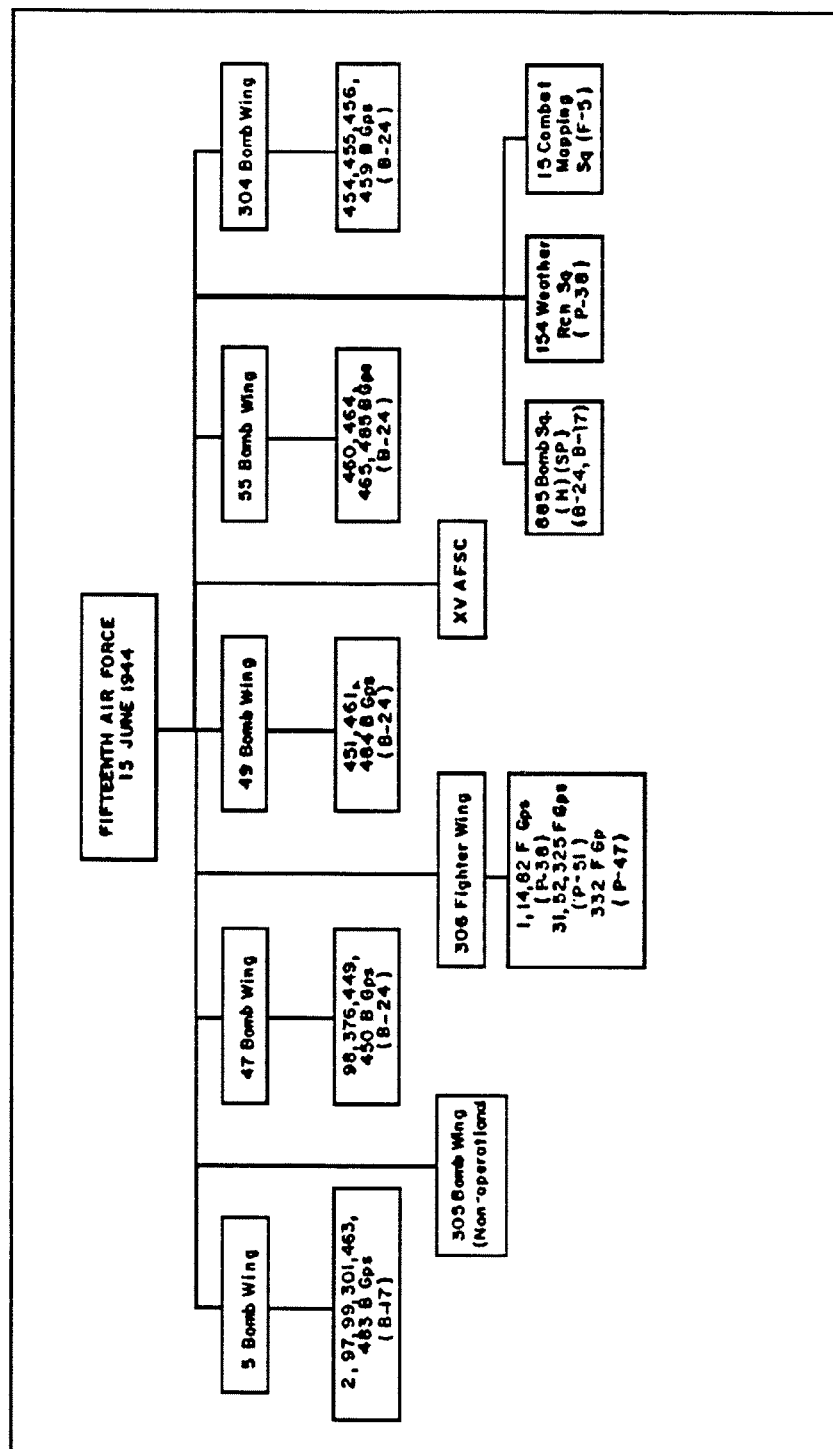 FIFTEENTH AIR FORCE
15 JUNE 1944
5 Bomb Wing
2, 97, 99, 301, 463,
483 B Gps
(B-17)
47 Bomb Wing
98, 376, 449,
450 B Gps
(B-24)
49 Bomb Wing
451, 461,
484 B Gps
(B-24)
55 Bomb Wing
460, 464,
465, 485 B Gps
(B-24)
304 Bomb Wing
454, 455, 456,
459 B Gps
(B-24)
305 Bomb Wing
(Non-operational)
306 Fighter Wing
1, 14, 82 F Gps
(P-38)
31, 52, 325 F Gps
(P-51)
332 F Gp
(P-47)
XV AFSC
885 Bomb Sq.
(H) (SP)
(B-24, B-17)
154 Weather
Rcn Sq
(P-38)
15 Combat
Mapping
Sq (F-5)